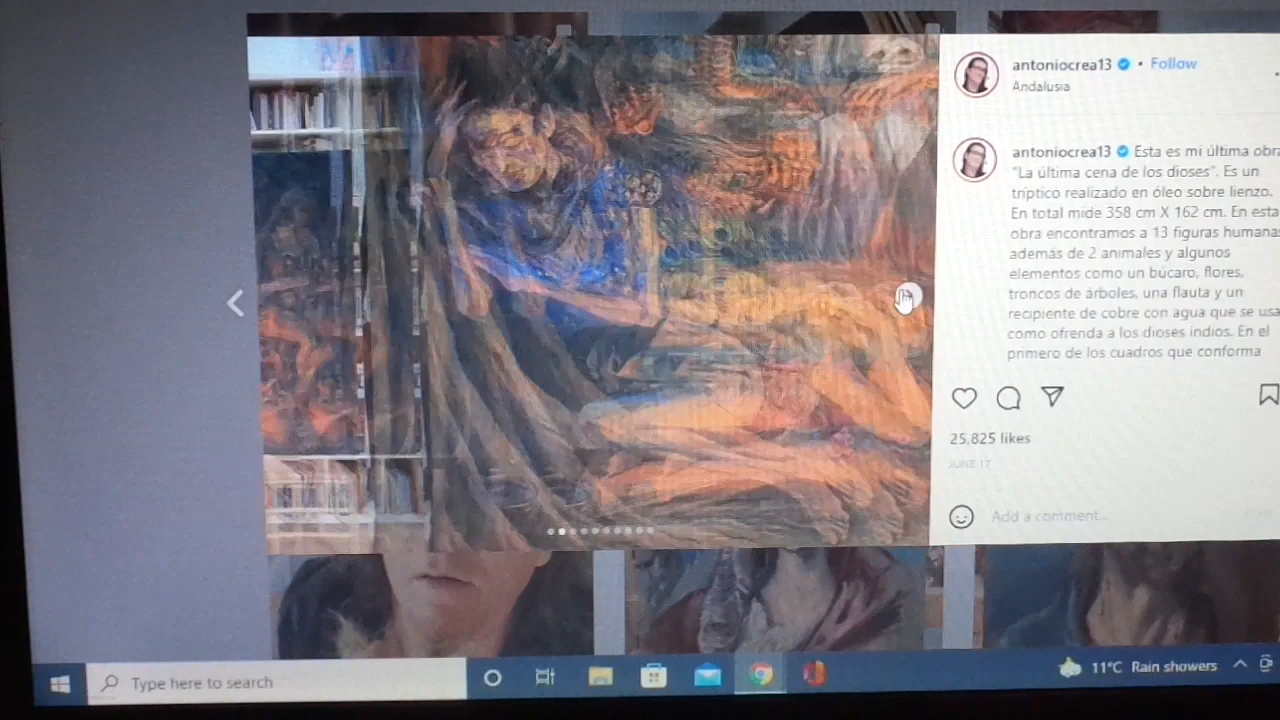 antoniocrea13 • Follow
Andalusia
antoniocrea13 Esta es mi última obra
"La última cena de los dioses". Es un
tríptico realizado en óleo sobre lienzo.
En total mide 358 cm X 162 cm. En esta
obra encontramos a 13 figuras humanas
además de 2 animales y algunos
elementos como un búcaro, flores,
troncos de árboles, una flauta y un
recipiente de cobre con agua que se usa
como ofrenda a los dioses indios. En el
primero de los cuadros que conforma
25,825 likes
JUNE 17
Add a comment...
Type here to search
11°C Rain showers